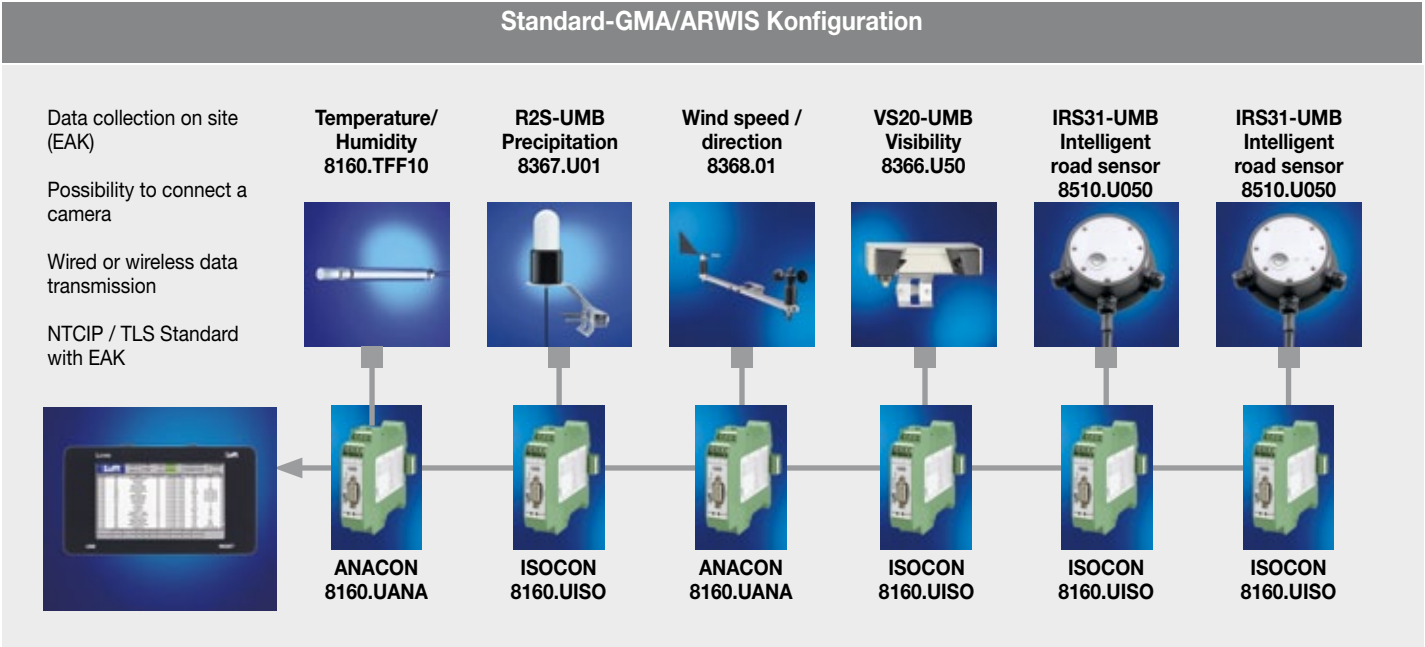 Standard-GMA/ARWIS Konfiguration
Data collection on site
(EAK)
Possibility to connect a
camera
Wired or wireless data
transmission
NTCIP / TLS Standard
with EAK
Temperature/
Humidity
8160.TFF10
R2S-UMB
Precipitation
8367.U01
Wind speed /
direction
8368.01
VS20-UMB
Visibility
8366.U50
IRS31-UMB
Intelligent
road sensor
8510.U050
IRS31-UMB
Intelligent
road sensor
8510.U050
Lufft
ANACON
8160.UANA
ISOCON
8160.UISO
ANACON
8160.UANA
ISOCON
8160.UISO
ISOCON
8160.UISO
ISOCON
8160.UISO